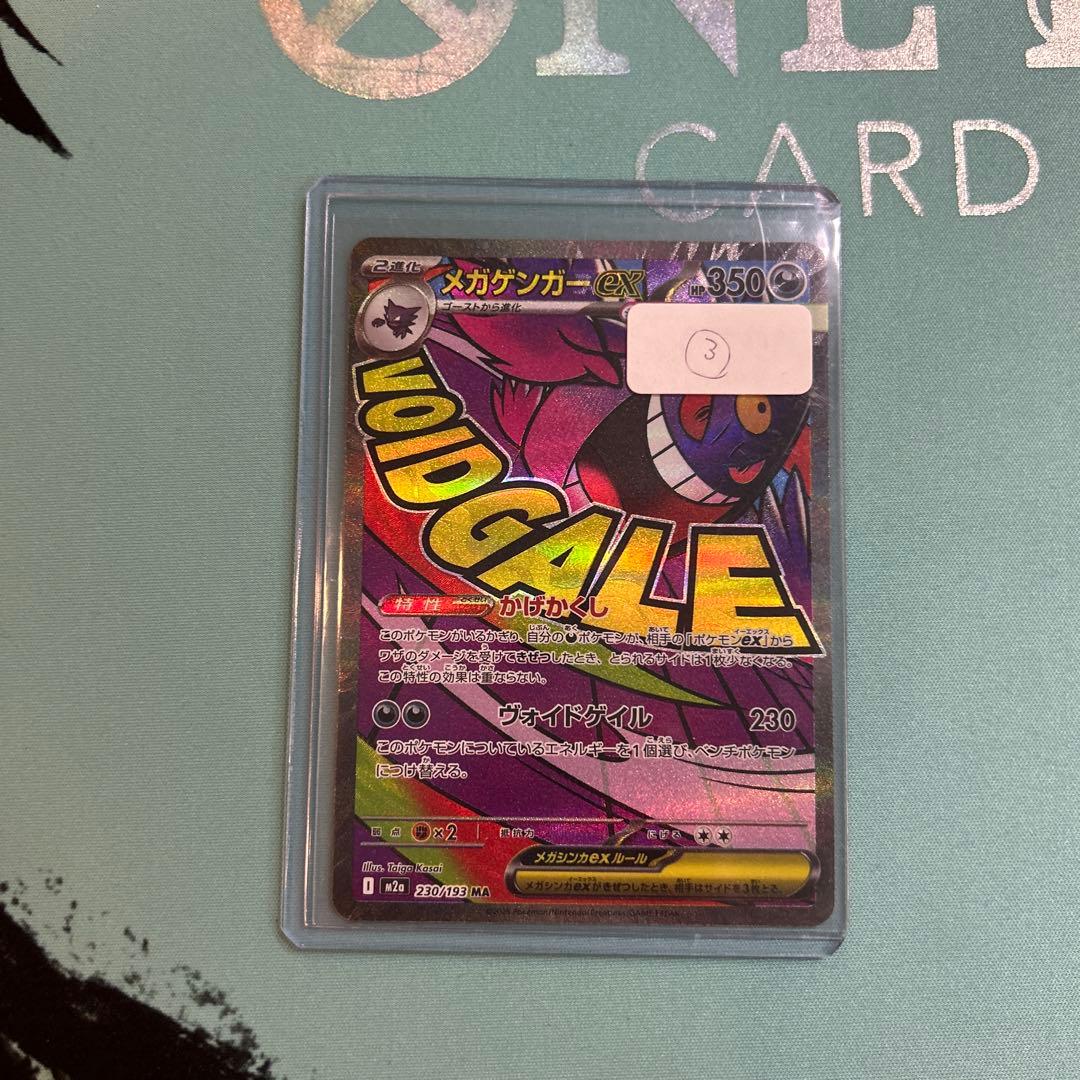 CARD
2進化
メガゲンガーex
HP350
ゴーストから進化
3
VOID GALE
特性 かげかくし
このポケモンがいるかぎり、自分のポケモンが、相手の「ポケモンex」から
ワザのダメージを受けてきぜつしたとき、とられるサイドは1枚少なくなる。
この特性の効果は重ならない。
ヴォイドゲイル 230
このポケモンについているエネルギーを1個選び、ベンチポケモン
につけ替える。
弱点 ×2 抵抗力 にげる
メガシンカexルール
メガシンカexがきぜつしたとき、相手はサイドを3枚とる。
Illus. Taiga Kasai
I m2a 230/193 MA